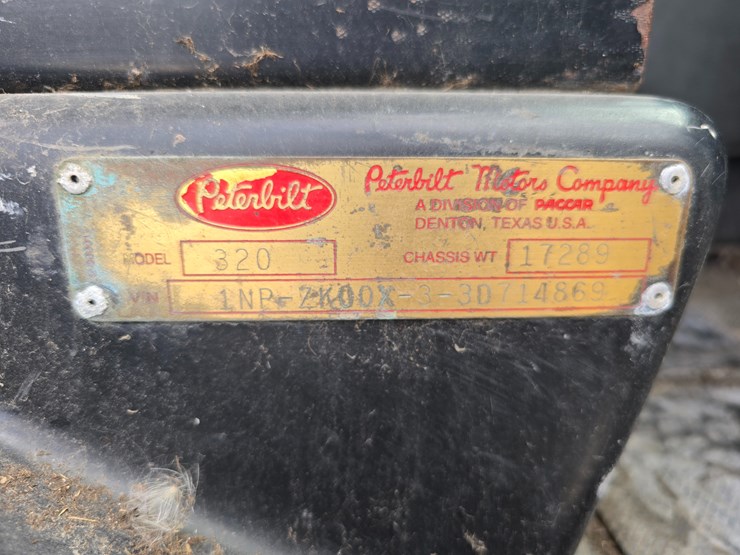 Peterbilt
Peterbilt Motors Company
A DIVISION OF PACCAR
DENTON, TEXAS U.S.A.
MODEL 320 CHASSIS WT 17289
VIN 1NP-ZK00X-3-3D714869